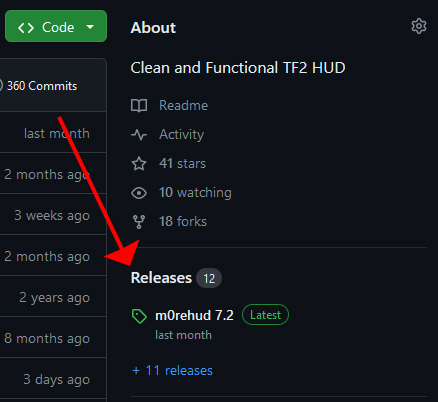 Code
About
Clean and Functional TF2 HUD
360 Commits
Readme
last month
Activity
2 months ago
41 stars
10 watching
3 weeks ago
18 forks
2 months ago
Releases 12
2 years ago
m0rehud 7.2 Latest
last month
8 months ago
+ 11 releases
3 days ago